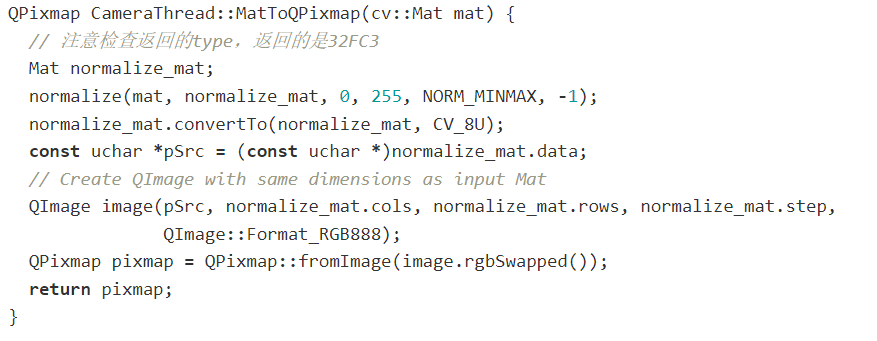 QPixmap CameraThread::MatToQPixmap(cv::Mat mat) {
  // 注意检查返回的type，返回的是32FC3
  Mat normalize_mat;
  normalize(mat, normalize_mat, 0, 255, NORM_MINMAX, -1);
  normalize_mat.convertTo(normalize_mat, CV_8U);
  const uchar *pSrc = (const uchar *)normalize_mat.data;
  // Create QImage with same dimensions as input Mat
  QImage image(pSrc, normalize_mat.cols, normalize_mat.rows, normalize_mat.step,
               QImage::Format_RGB888);
  QPixmap pixmap = QPixmap::fromImage(image.rgbSwapped());
  return pixmap;
}